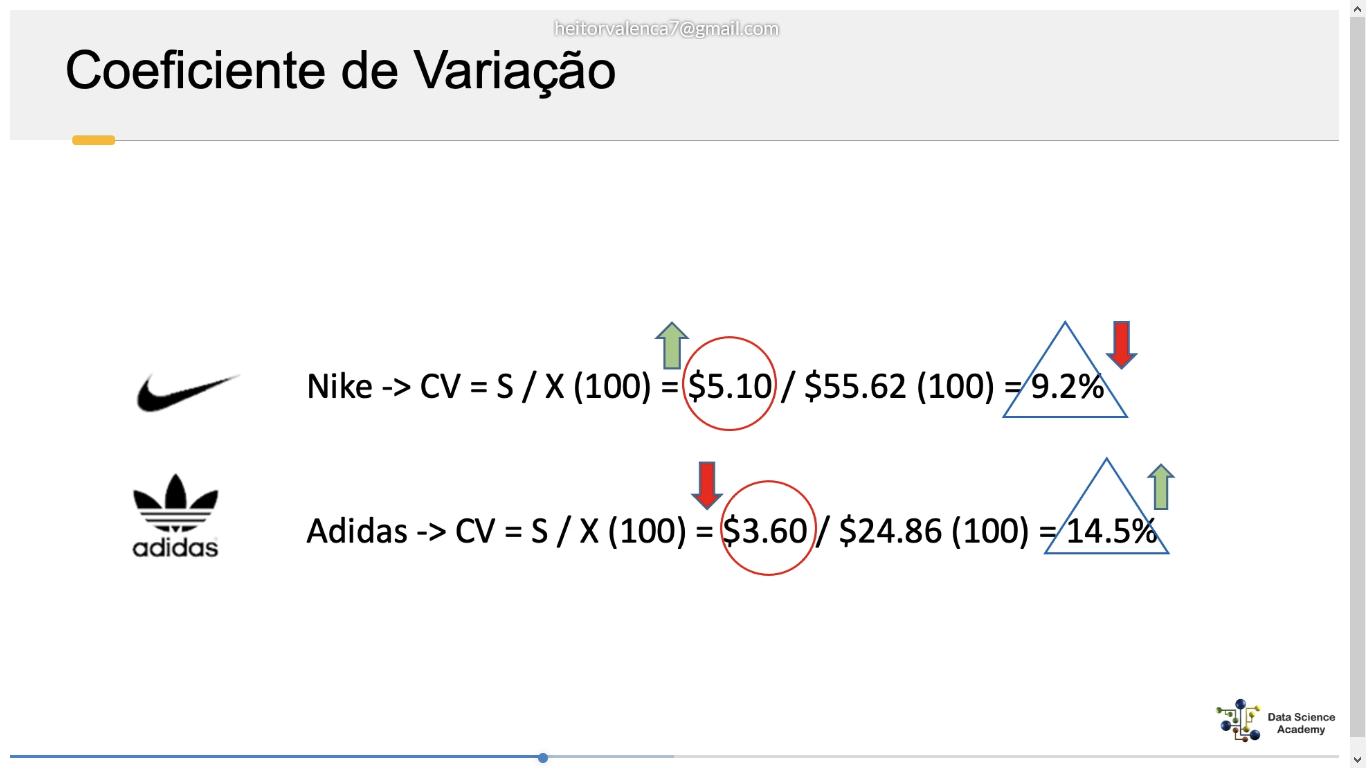 heitorvalenca7@gmail.com
Coeficiente de Variação
Nike -> CV = S / X (100) = $5.10 / $55.62 (100) = 9.2%
adidas
Adidas -> CV = S / X (100) = $3.60 / $24.86 (100) = 14.5%
Data Science
Academy